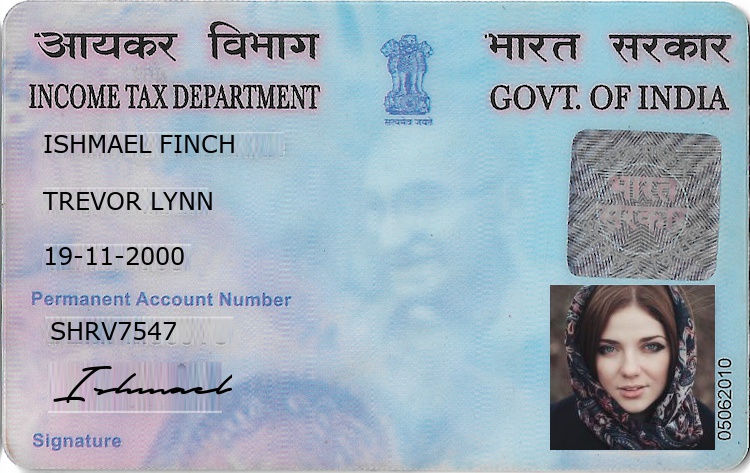 आयकर विभाग
भारत सरकार
INCOME TAX DEPARTMENT
GOVT. OF INDIA
सत्यमेव जयते
ISHMAEL FINCH
भारत
सरकार
TREVOR LYNN
19-11-2000
Permanent Account Number
SHRV7547
Ishmael
Signature
05062010